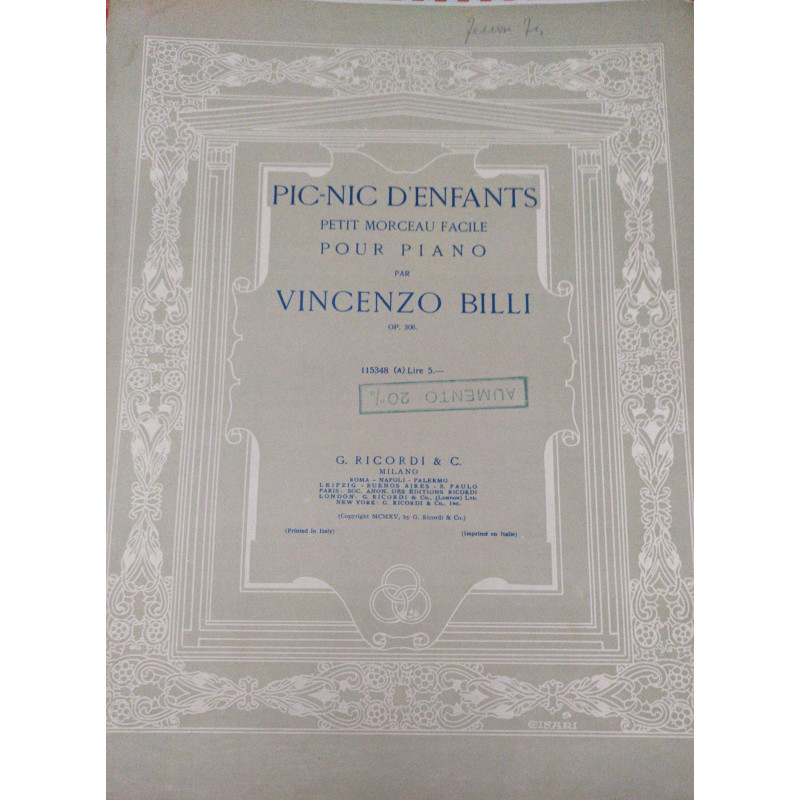 PIC-NIC D'ENFANTS
PETIT MORCEAU FACILE
POUR PIANO
PAR
VINCENZO BILLI
OP. 306.
115348 (A) Lire 5.—
AUMENTO 20%
G. RICORDI & C.
MILANO
ROMA - NAPOLI - PALERMO
LEIPZIG - BUENOS AIRES - S. PAULO
PARIS: SOC. ANON. DES ÉDITIONS RICORDI
LONDON: G. RICORDI & Co., (London) Ltd.
NEW YORK: G. RICORDI & Co., Inc.
(Copyright MCMXV, by G. Ricordi & Co.)
(Printed in Italy) (Imprimé en Italie)
CISARI